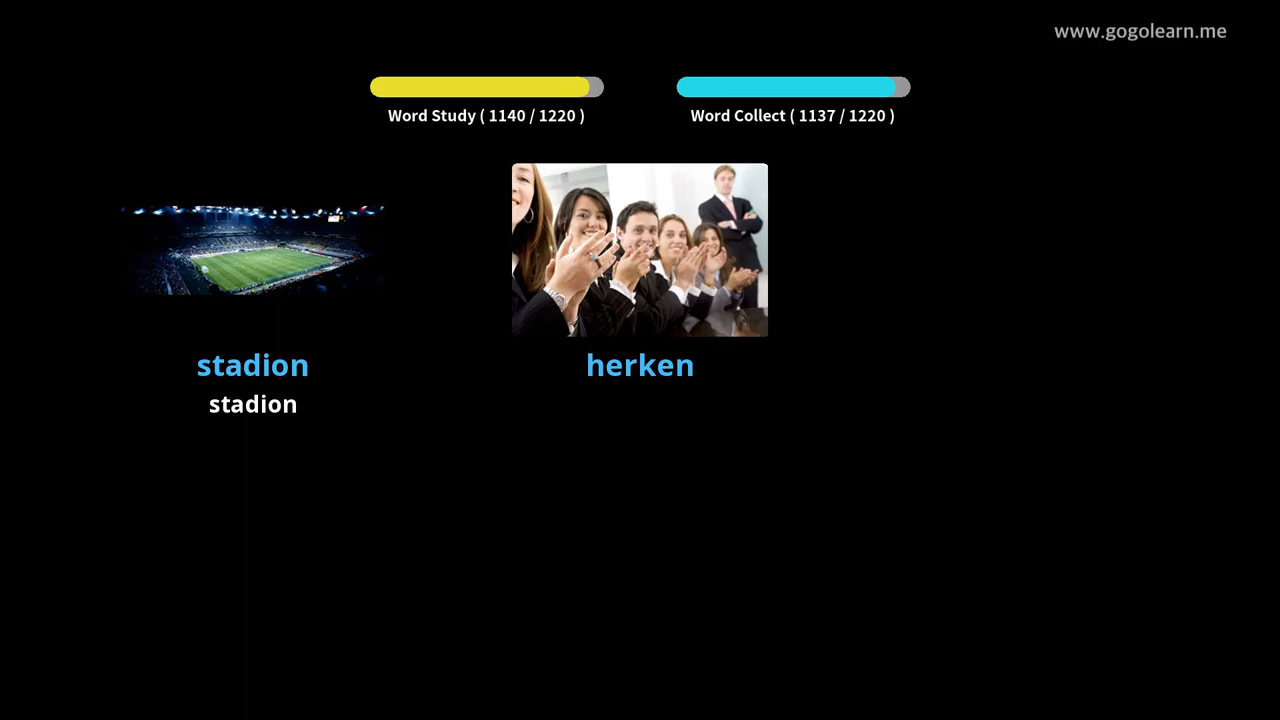 www.gogolearn.me
Word Study ( 1140 / 1220 )
Word Collect ( 1137 / 1220 )
stadion
stadion
herken